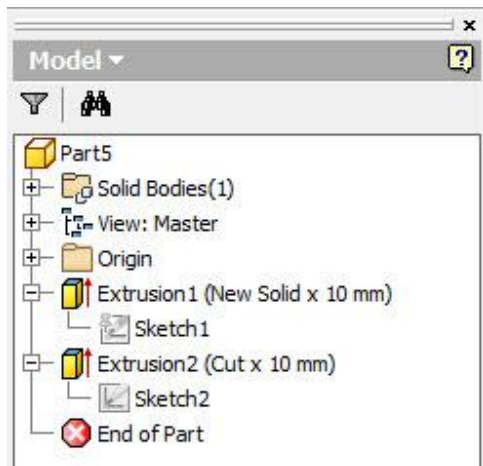 Model
Part5
Solid Bodies(1)
View: Master
Origin
Extrusion1 (New Solid x 10 mm)
Sketch1
Extrusion2 (Cut x 10 mm)
Sketch2
End of Part